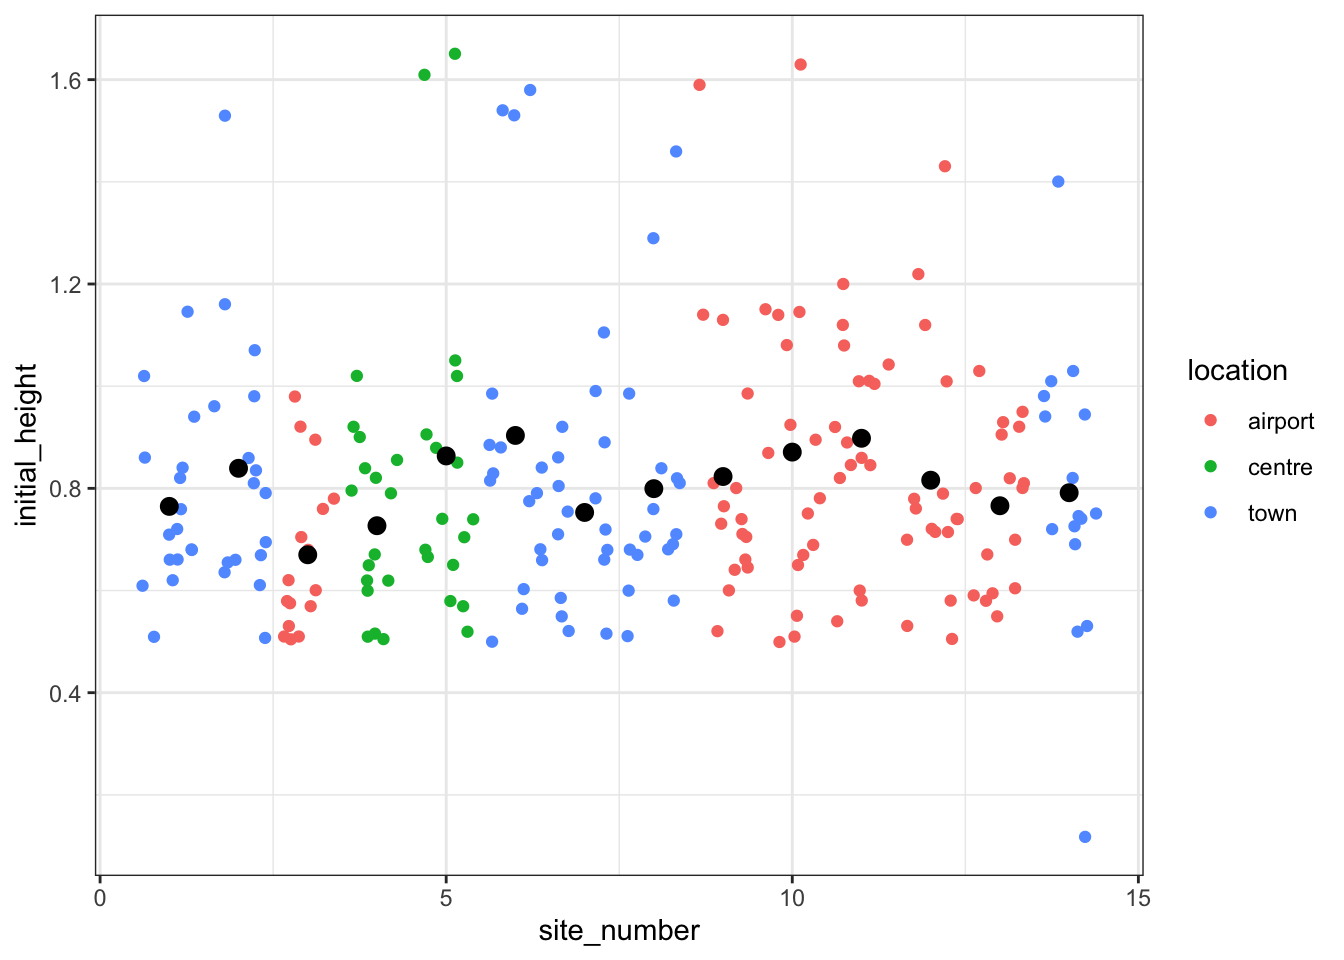 1.6
1.2
0.8
0.4
initial_height
0
5
10
15
site_number
location
airport
centre
town